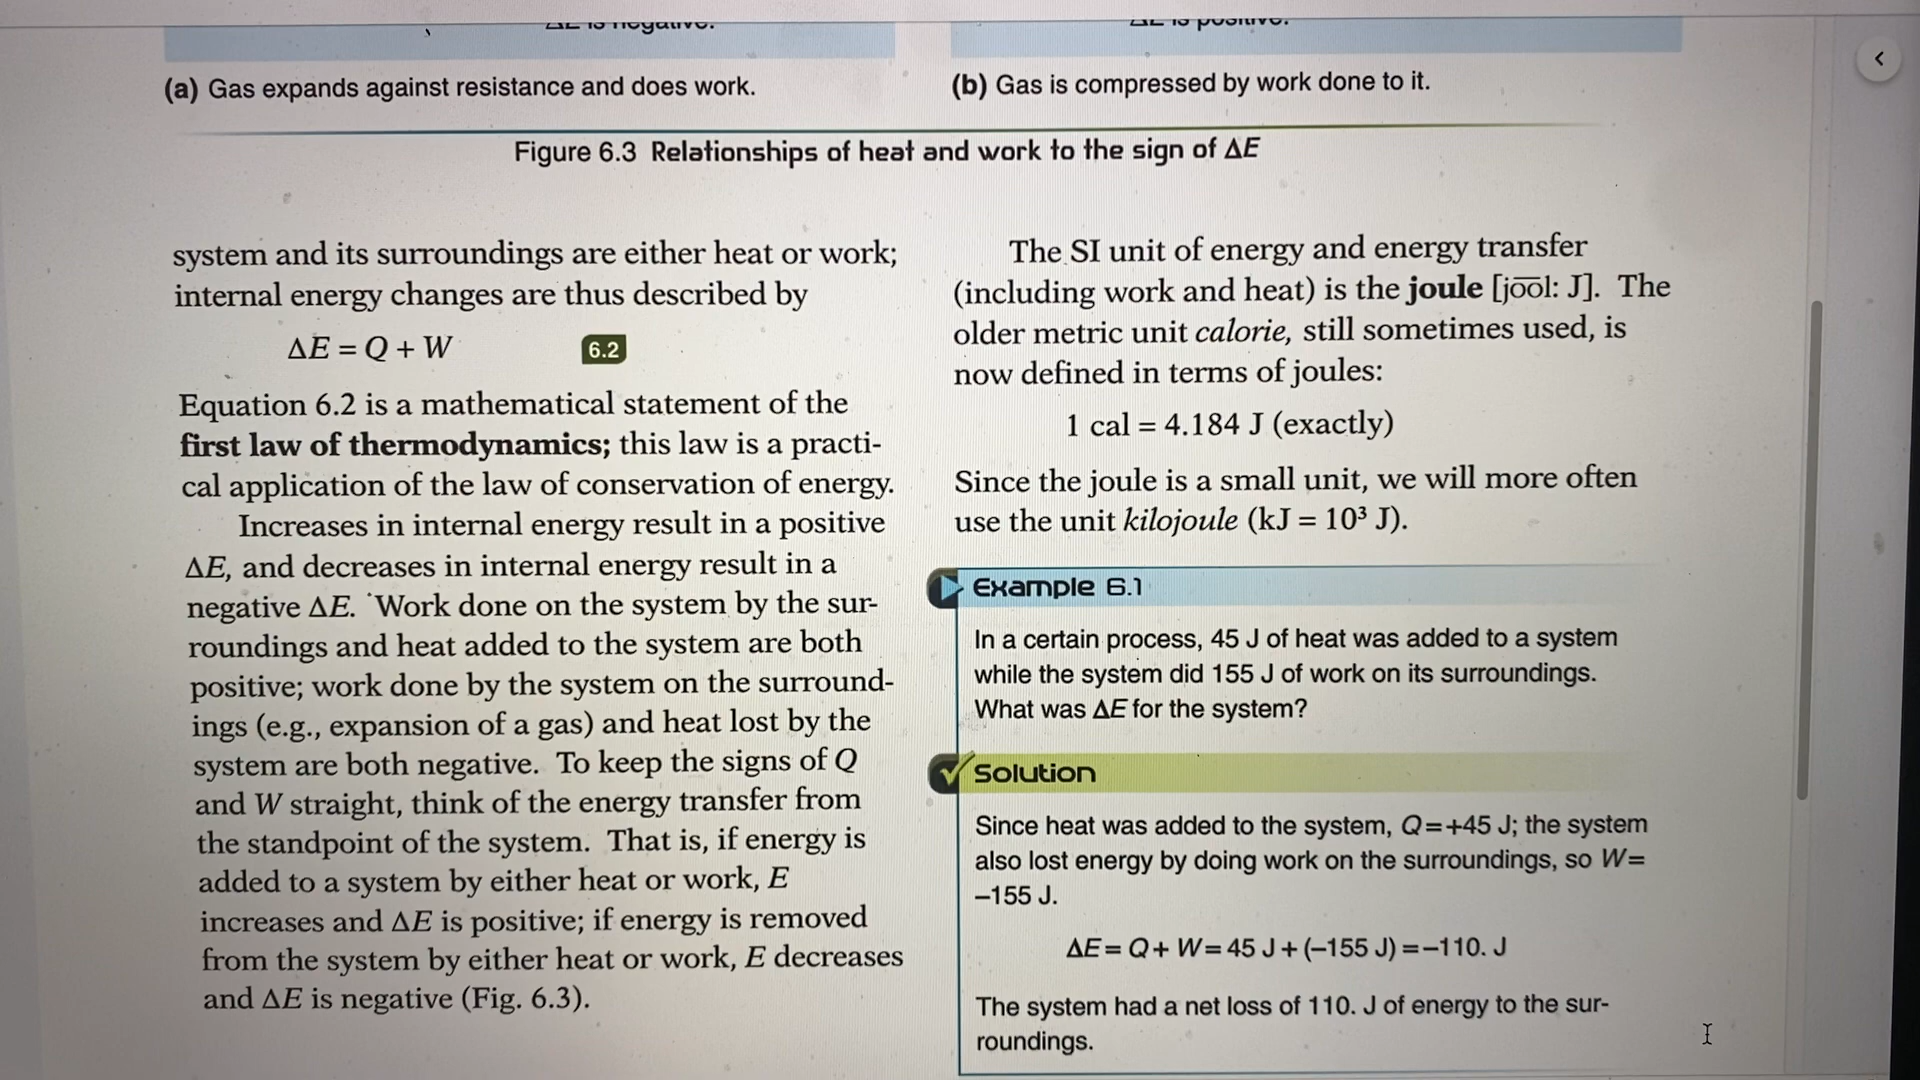 ΔE is negative.
ΔE is positive.
(a) Gas expands against resistance and does work.
(b) Gas is compressed by work done to it.
Figure 6.3 Relationships of heat and work to the sign of ΔE
system and its surroundings are either heat or work;
internal energy changes are thus described by
ΔE = Q + W 6.2
Equation 6.2 is a mathematical statement of the
first law of thermodynamics; this law is a practi-
cal application of the law of conservation of energy.
Increases in internal energy result in a positive
ΔE, and decreases in internal energy result in a
negative ΔE. Work done on the system by the sur-
roundings and heat added to the system are both
positive; work done by the system on the surround-
ings (e.g., expansion of a gas) and heat lost by the
system are both negative. To keep the signs of Q
and W straight, think of the energy transfer from
the standpoint of the system. That is, if energy is
added to a system by either heat or work, E
increases and ΔE is positive; if energy is removed
from the system by either heat or work, E decreases
and ΔE is negative (Fig. 6.3).
The SI unit of energy and energy transfer
(including work and heat) is the joule [jo͞ol: J]. The
older metric unit calorie, still sometimes used, is
now defined in terms of joules:
1 cal = 4.184 J (exactly)
Since the joule is a small unit, we will more often
use the unit kilojoule (kJ = 10³ J).
Example 6.1
In a certain process, 45 J of heat was added to a system
while the system did 155 J of work on its surroundings.
What was ΔE for the system?
Solution
Since heat was added to the system, Q=+45 J; the system
also lost energy by doing work on the surroundings, so W=
–155 J.
ΔE= Q+ W= 45 J+(–155 J) =–110. J
The system had a net loss of 110. J of energy to the sur-
roundings.